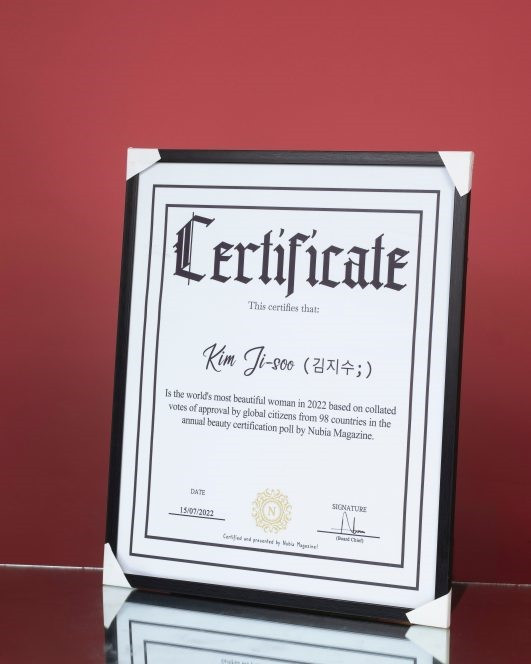 Certificate
This certifies that:
Kim Ji-soo (김지수;)
Is the world's most beautiful woman in 2022 based on collated
votes of approval by global citizens from 98 countries in the
annual beauty certification poll by Nubia Magazine.
DATE
15/07/2022
N
SIGNATURE
(Board Chief)
Certified and presented by Nubia Magazine!